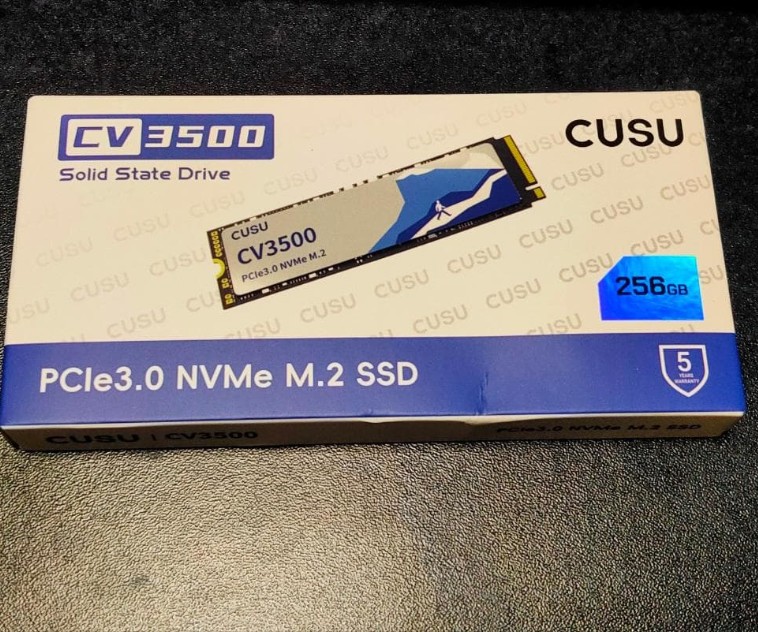 CV3500
Solid State Drive
CUSU
CUSU
CV3500
PCIe3.0 NVMe M.2
256GB
PCIe3.0 NVMe M.2 SSD
5
YEARS
WARRANTY
CUSU | CV3500
PCIe3.0 NVMe M.2 SSD